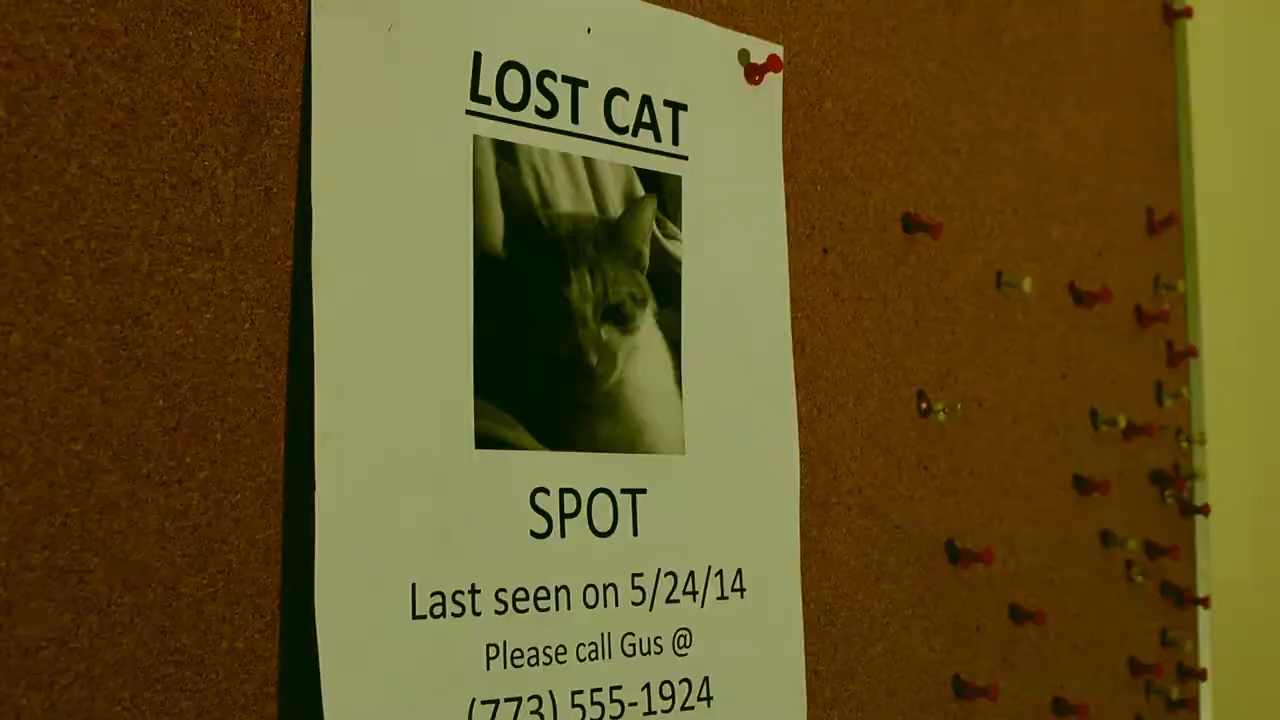 LOST CAT
SPOT
Last seen on 5/24/14
Please call Gus @
(773) 555-1924